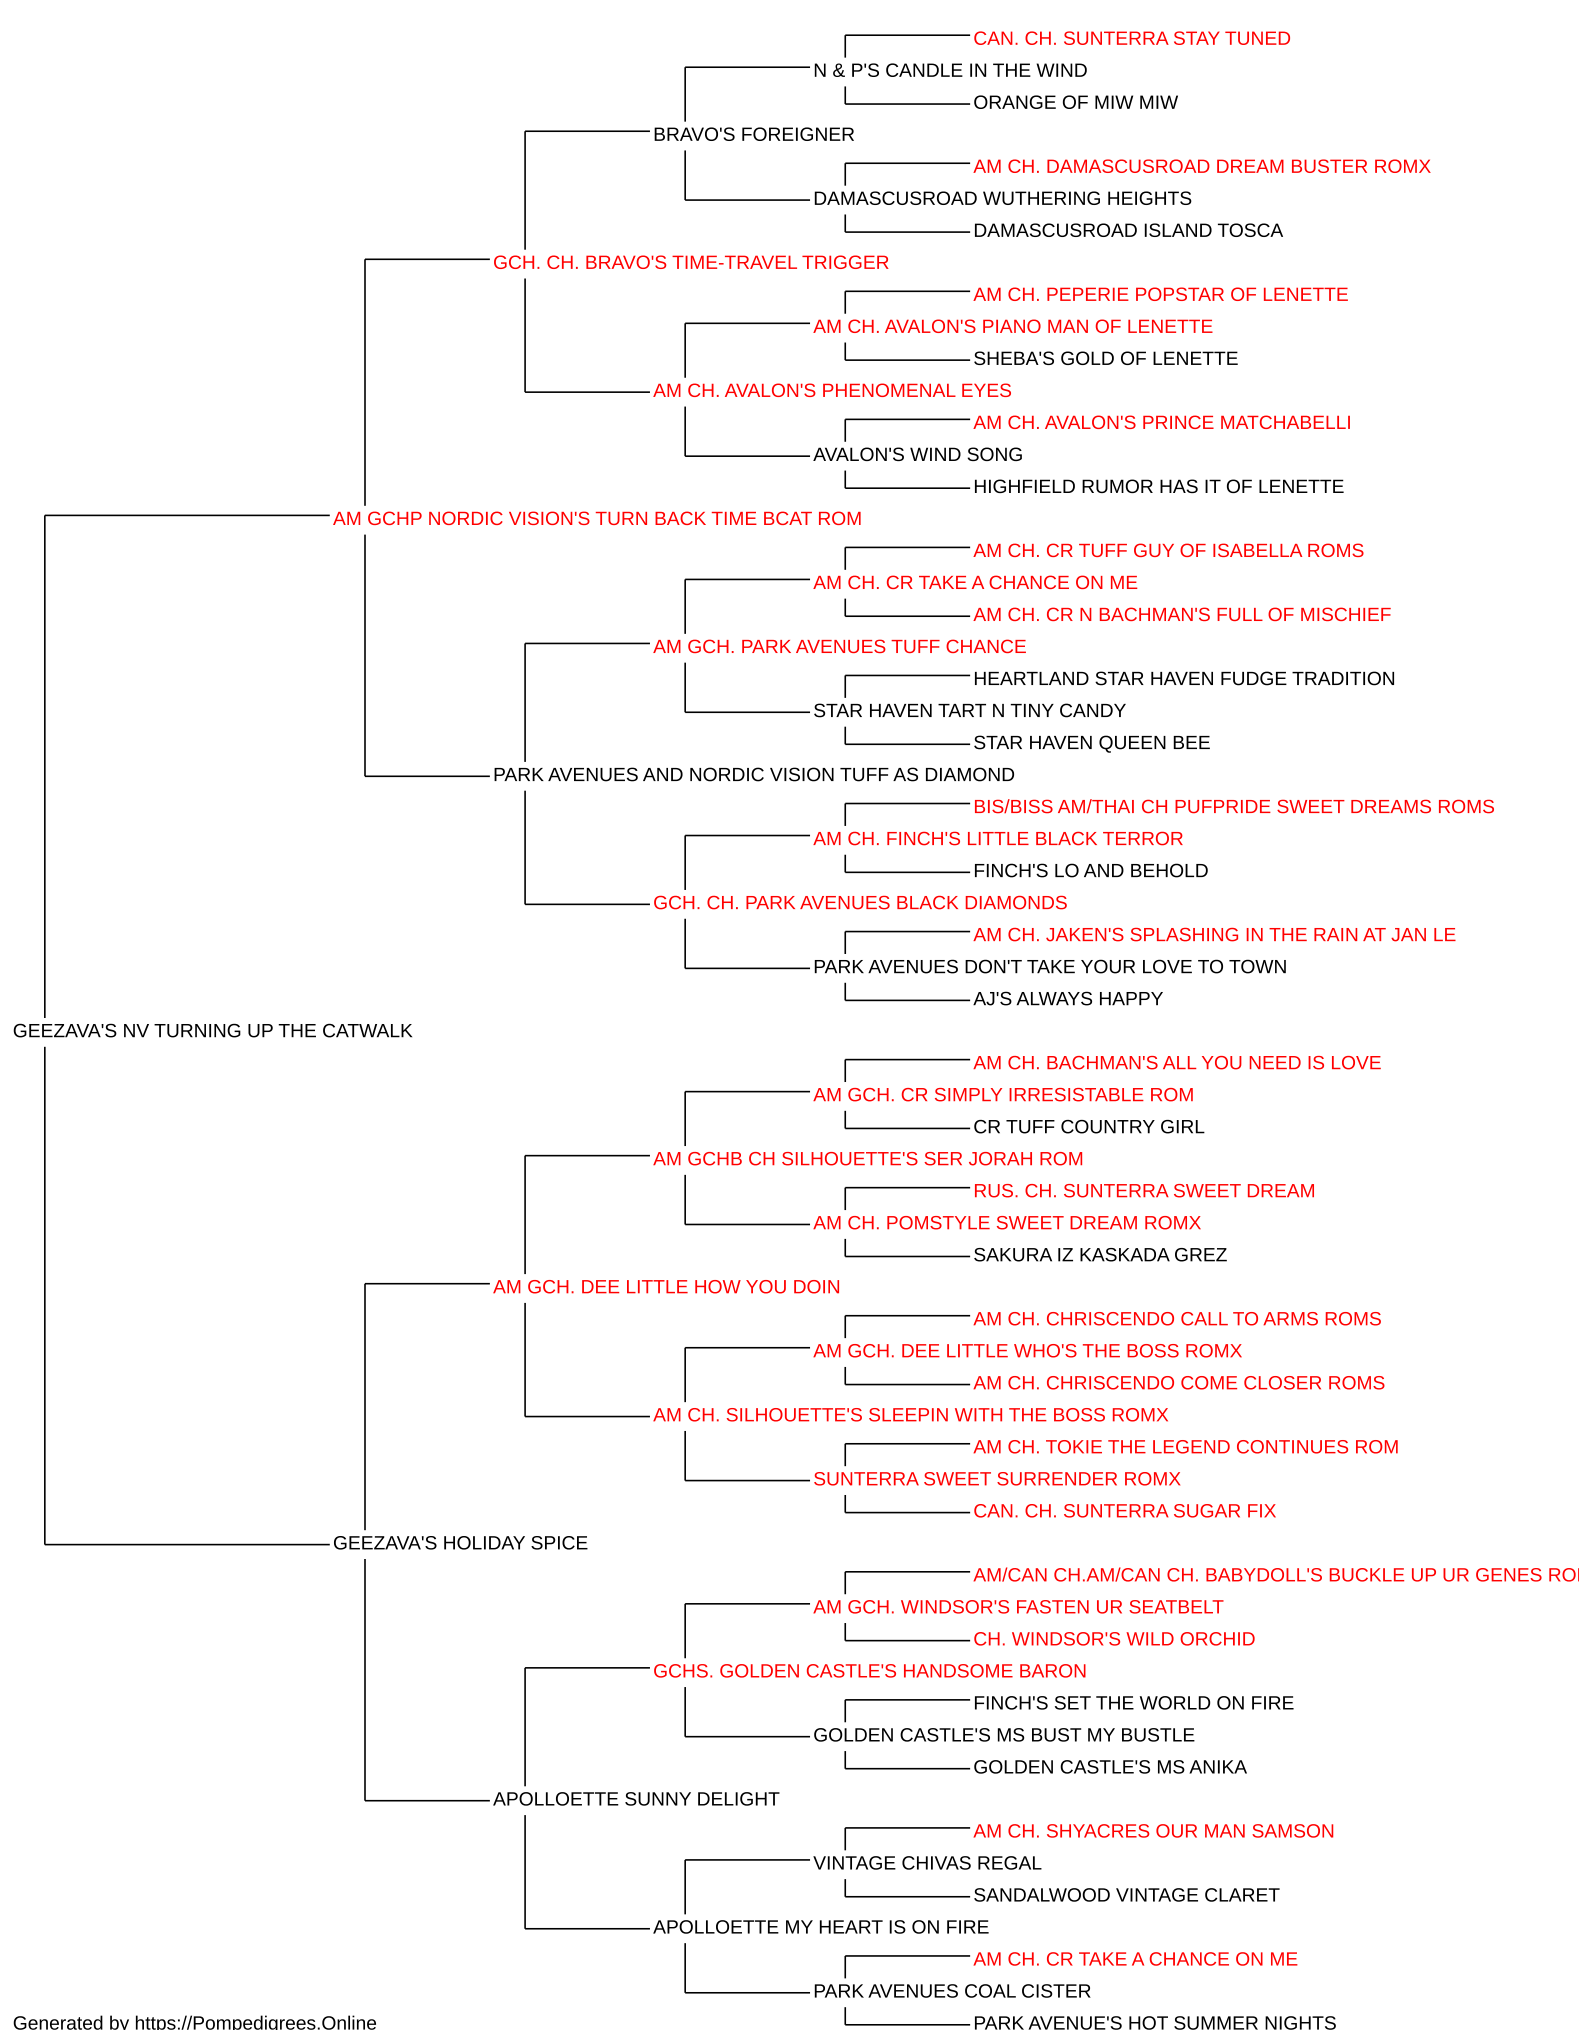 CAN. CH. SUNTERRA STAY TUNED
N & P'S CANDLE IN THE WIND
ORANGE OF MIW MIW
BRAVO'S FOREIGNER
AM CH. DAMASCUSROAD DREAM BUSTER ROMX
DAMASCUSROAD WUTHERING HEIGHTS
DAMASCUSROAD ISLAND TOSCA
GCH. CH. BRAVO'S TIME-TRAVEL TRIGGER
AM CH. PEPERIE POPSTAR OF LENETTE
AM CH. AVALON'S PIANO MAN OF LENETTE
SHEBA'S GOLD OF LENETTE
AM CH. AVALON'S PHENOMENAL EYES
AM CH. AVALON'S PRINCE MATCHABELLI
AVALON'S WIND SONG
HIGHFIELD RUMOR HAS IT OF LENETTE
AM GCHP NORDIC VISION'S TURN BACK TIME BCAT ROM
AM CH. CR TUFF GUY OF ISABELLA ROMS
AM CH. CR TAKE A CHANCE ON ME
AM CH. CR N BACHMAN'S FULL OF MISCHIEF
AM GCH. PARK AVENUES TUFF CHANCE
HEARTLAND STAR HAVEN FUDGE TRADITION
STAR HAVEN TART N TINY CANDY
STAR HAVEN QUEEN BEE
PARK AVENUES AND NORDIC VISION TUFF AS DIAMOND
BIS/BISS AM/THAI CH PUFPRIDE SWEET DREAMS ROMS
AM CH. FINCH'S LITTLE BLACK TERROR
FINCH'S LO AND BEHOLD
GCH. CH. PARK AVENUES BLACK DIAMONDS
AM CH. JAKEN'S SPLASHING IN THE RAIN AT JAN LE
PARK AVENUES DON'T TAKE YOUR LOVE TO TOWN
AJ'S ALWAYS HAPPY
GEEZAVA'S NV TURNING UP THE CATWALK
AM CH. BACHMAN'S ALL YOU NEED IS LOVE
AM GCH. CR SIMPLY IRRESISTABLE ROM
CR TUFF COUNTRY GIRL
AM GCHB CH SILHOUETTE'S SER JORAH ROM
RUS. CH. SUNTERRA SWEET DREAM
AM CH. POMSTYLE SWEET DREAM ROMX
SAKURA IZ KASKADA GREZ
AM GCH. DEE LITTLE HOW YOU DOIN
AM CH. CHRISCENDO CALL TO ARMS ROMS
AM GCH. DEE LITTLE WHO'S THE BOSS ROMX
AM CH. CHRISCENDO COME CLOSER ROMS
AM CH. SILHOUETTE'S SLEEPIN WITH THE BOSS ROMX
AM CH. TOKIE THE LEGEND CONTINUES ROM
SUNTERRA SWEET SURRENDER ROMX
CAN. CH. SUNTERRA SUGAR FIX
GEEZAVA'S HOLIDAY SPICE
AM/CAN CH.AM/CAN CH. BABYDOLL'S BUCKLE UP UR GENES
AM GCH. WINDSOR'S FASTEN UR SEATBELT
CH. WINDSOR'S WILD ORCHID
GCHS. GOLDEN CASTLE'S HANDSOME BARON
FINCH'S SET THE WORLD ON FIRE
GOLDEN CASTLE'S MS BUST MY BUSTLE
GOLDEN CASTLE'S MS ANIKA
APOLLOETTE SUNNY DELIGHT
AM CH. SHYACRES OUR MAN SAMSON
VINTAGE CHIVAS REGAL
SANDALWOOD VINTAGE CLARET
APOLLOETTE MY HEART IS ON FIRE
AM CH. CR TAKE A CHANCE ON ME
PARK AVENUES COAL CISTER
PARK AVENUE'S HOT SUMMER NIGHTS
Generated by https://Pompedigrees.Online